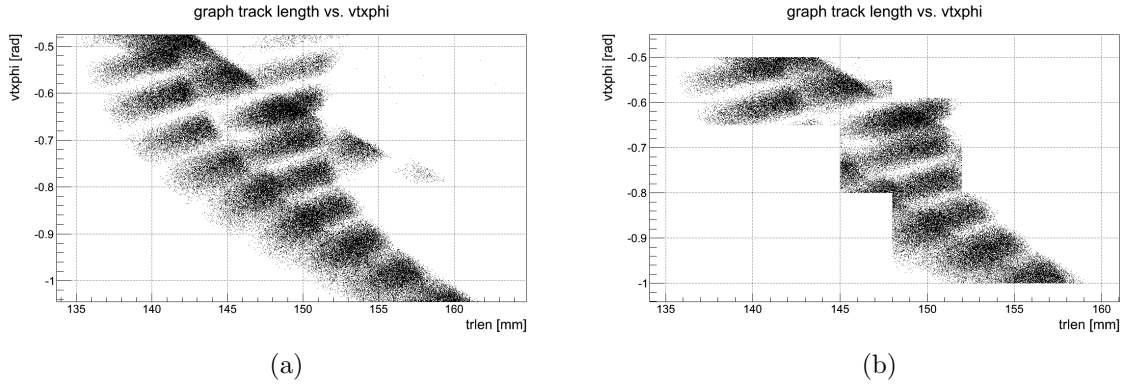 graph track length vs. vtxphi
vtxphi [rad]
-0.5
-0.6
-0.7
-0.8
-0.9
-1
135 140 145 150 155 160
trlen [mm]
(a)
graph track length vs. vtxphi
vtxphi [rad]
-0.5
-0.6
-0.7
-0.8
-0.9
-1
135 140 145 150 155 160
trlen [mm]
(b)